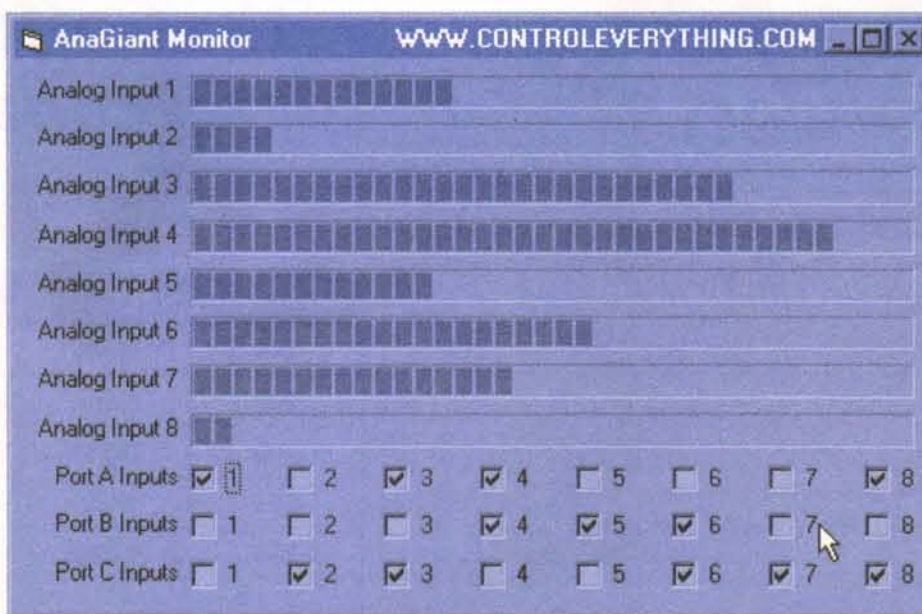 AnaGiant Monitor WWW.CONTROLEVERYTHING.COM
Analog Input 1
Analog Input 2
Analog Input 3
Analog Input 4
Analog Input 5
Analog Input 6
Analog Input 7
Analog Input 8
Port A Inputs 1 2 3 4 5 6 7 8
Port B Inputs 1 2 3 4 5 6 7 8
Port C Inputs 1 2 3 4 5 6 7 8